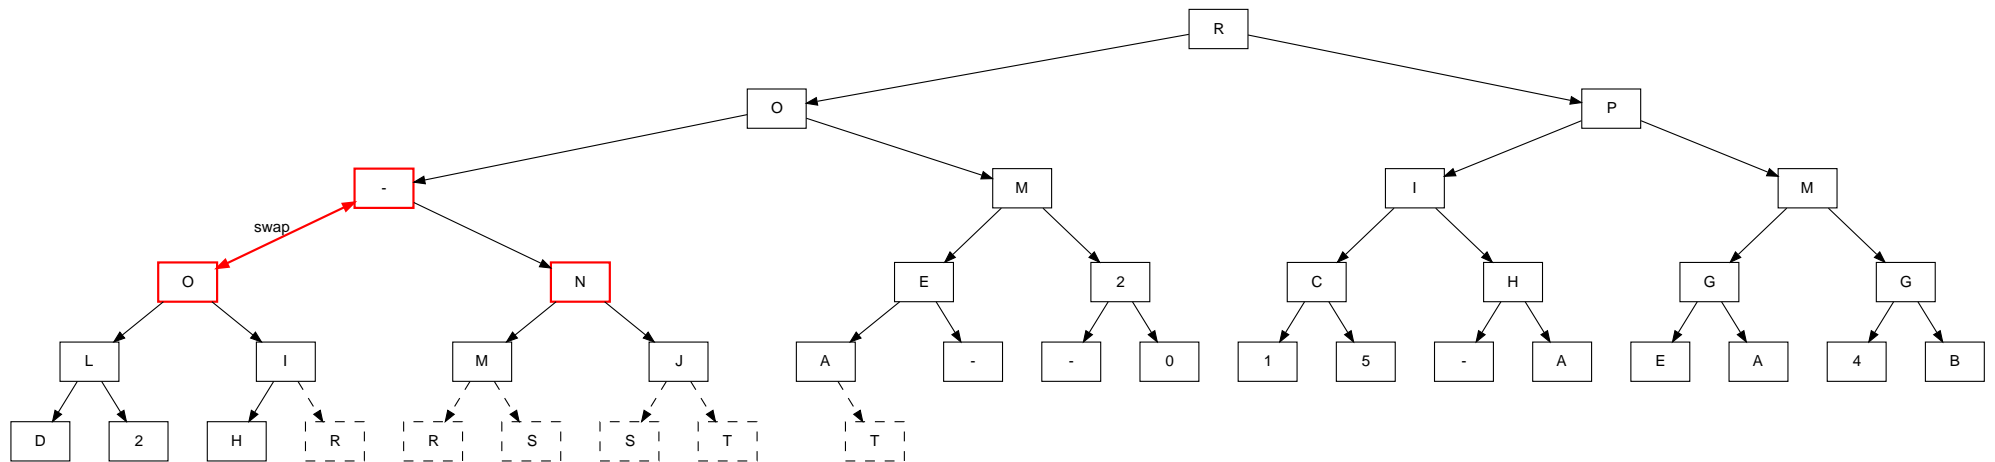 R
O P
- M I M
swap
O N E 2 C H G G
L I M J A - - 0 1 5 - A E A 4 B
D 2 H R R S S T T